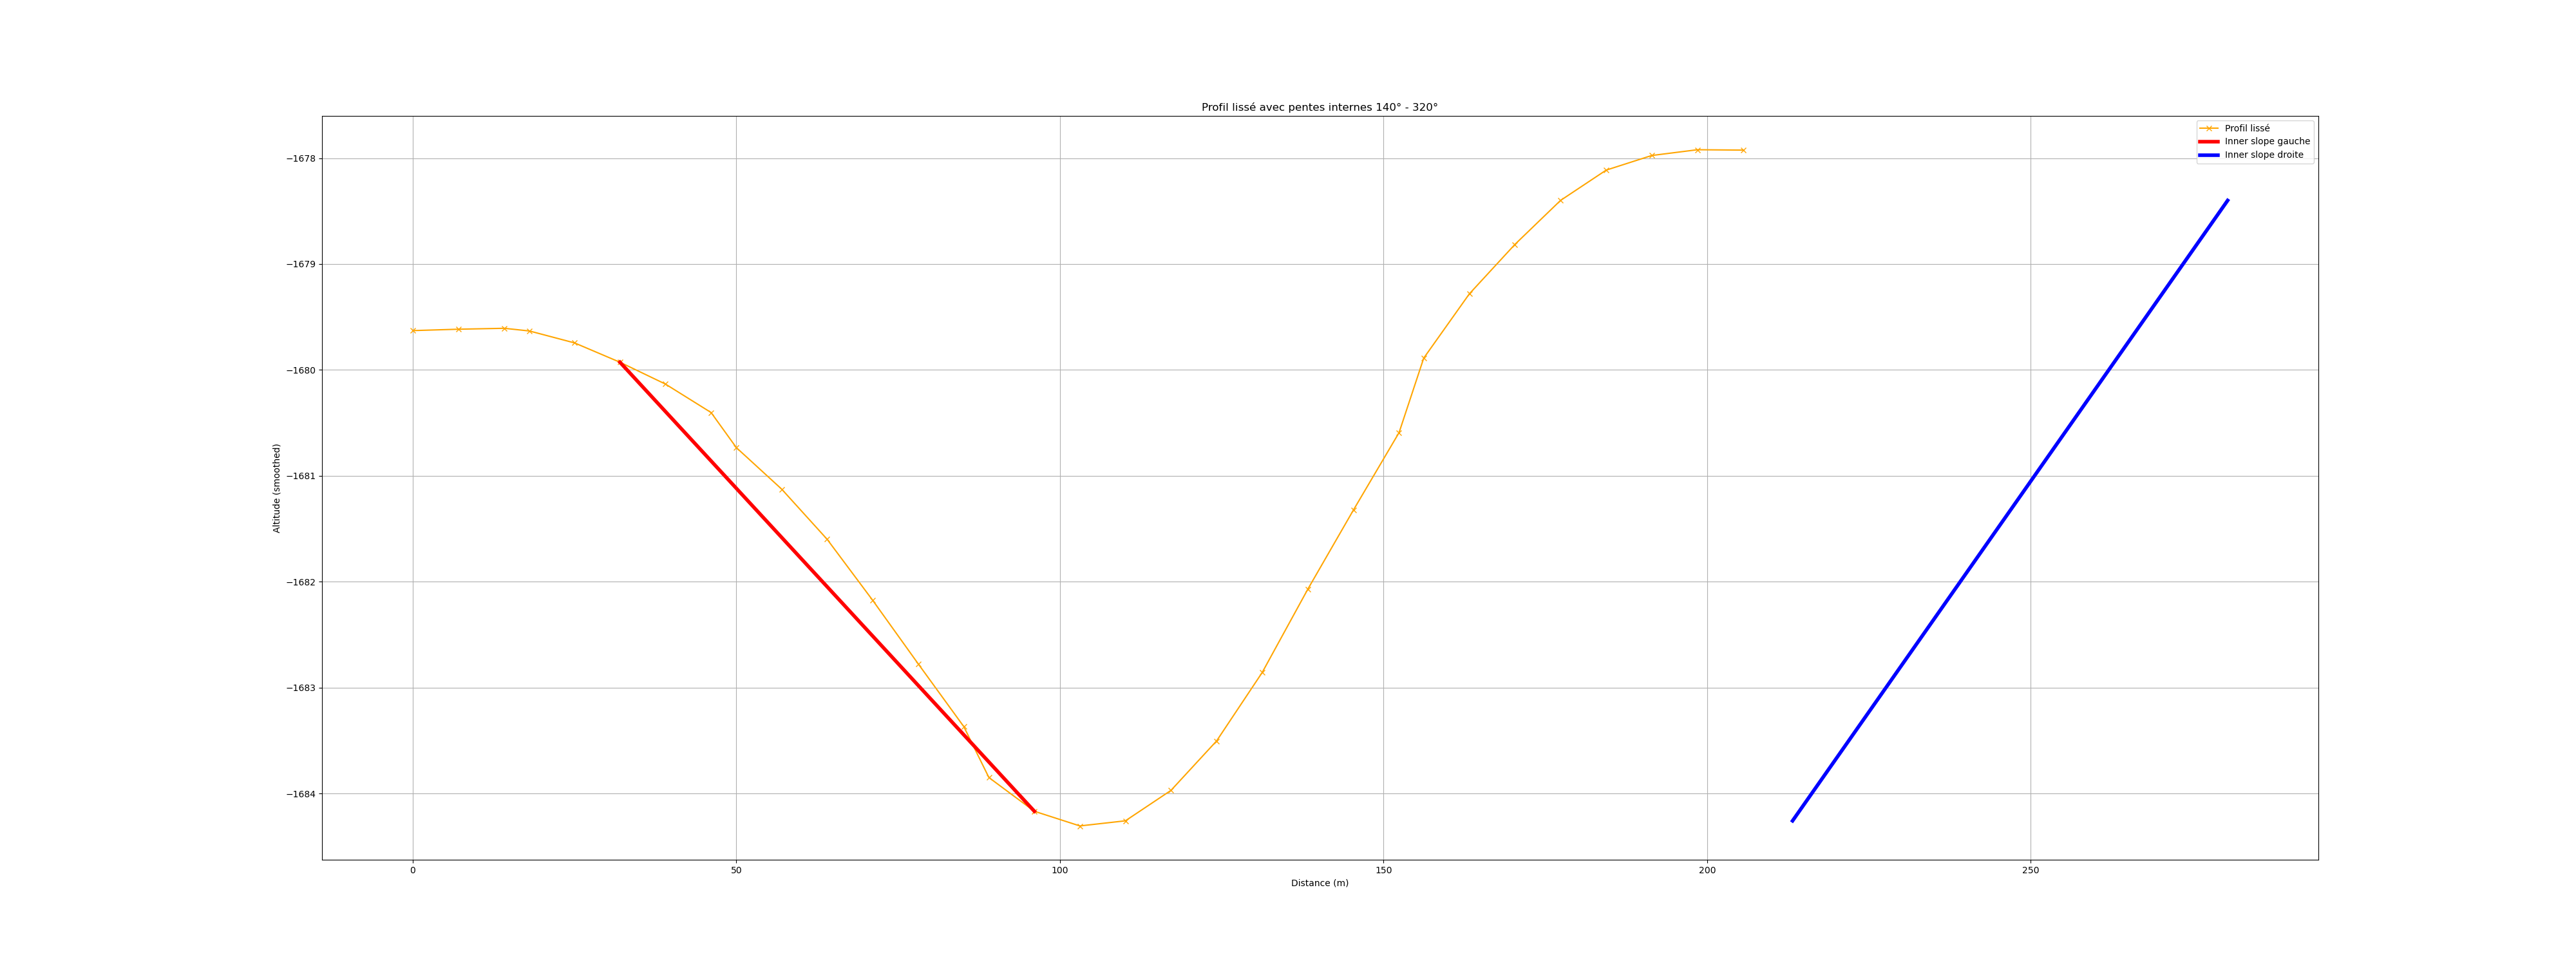 Profil lissé avec pentes internes 140° - 320°
Profil lissé
Inner slope gauche
Inner slope droite
−1678
−1679
−1680
−1681
−1682
−1683
−1684
Altitude (smoothed)
0 50 100 150 200 250
Distance (m)